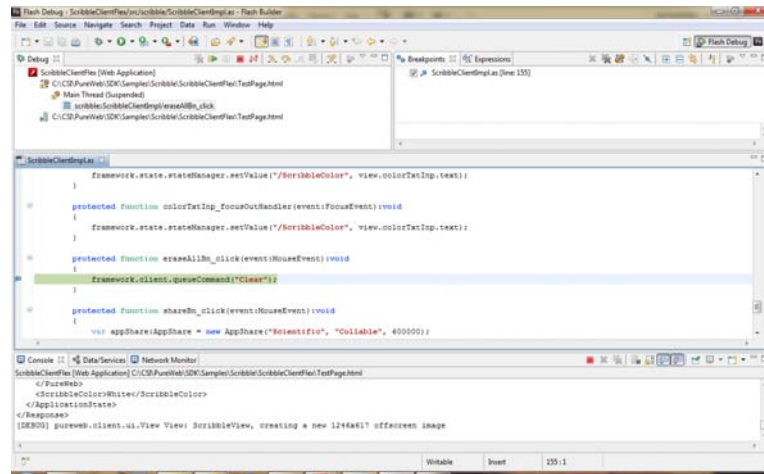 Flash Debug - ScribbleClientFlex/src/scribble/ScribbleClientImpl.as - Flash Builder
File Edit Source Navigate Search Project Data Run Window Help
Flash Debug
Debug
Breakpoints Expressions
ScribbleClientFlex [Web Application]
C:\CSI\PureWeb\SDK\Samples\Scribble\ScribbleClientFlex\TestPage.html
Main Thread (Suspended)
scribble:ScribbleClientImpl/eraseAllBn_click
C:\CSI\PureWeb\SDK\Samples\Scribble\ScribbleClientFlex\TestPage.html
ScribbleClientImpl.as [line: 155]
ScribbleClientImpl.as
framework.state.stateManager.setValue("/ScribbleColor", view.colorTxtInp.text);
}
protected function colorTxtInp_focusOutHandler(event:FocusEvent):void
{
framework.state.stateManager.setValue("/ScribbleColor", view.colorTxtInp.text);
}
protected function eraseAllBn_click(event:MouseEvent):void
{
framework.client.queueCommand("Clear");
}
protected function shareBn_click(event:MouseEvent):void
{
var appShare:AppShare = new AppShare("Scientific", "Collable", 600000);
Console Data/Services Network Monitor
ScribbleClientFlex [Web Application] C:\CSI\PureWeb\SDK\Samples\Scribble\ScribbleClientFlex\TestPage.html
</PureWeb>
<ScribbleColor>White</ScribbleColor>
</ApplicationState>
</Response>
[DEBUG] pureweb.client.ui.View View: ScribbleView, creating a new 1246x617 offscreen image
Writable Insert 155 : 1